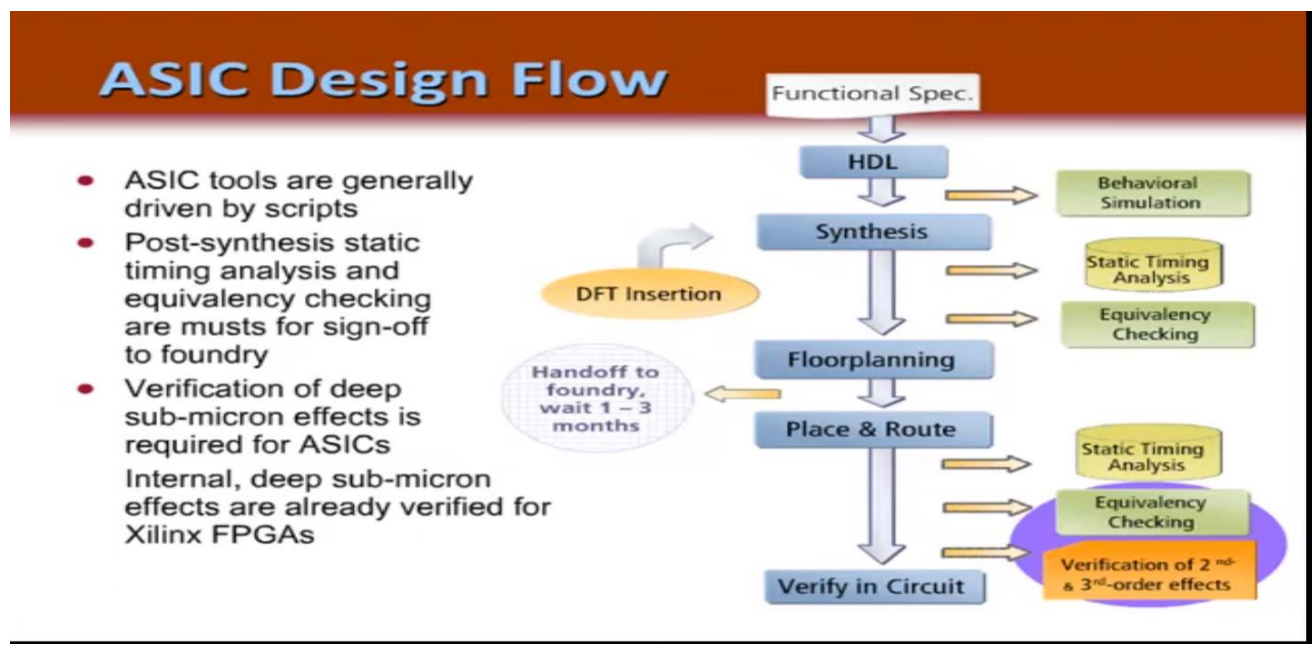 ASIC Design Flow
• ASIC tools are generally
driven by scripts
• Post-synthesis static
timing analysis and
equivalency checking
are musts for sign-off
to foundry
• Verification of deep
sub-micron effects is
required for ASICs
Internal, deep sub-micron
effects are already verified for
Xilinx FPGAs
Functional Spec.
HDL
Behavioral
Simulation
Synthesis
Static Timing
Analysis
DFT Insertion
Equivalency
Checking
Floorplanning
Handoff to
foundry,
wait 1 – 3
months
Place & Route
Static Timing
Analysis
Equivalency
Checking
Verification of 2 nd-
& 3rd-order effects
Verify in Circuit